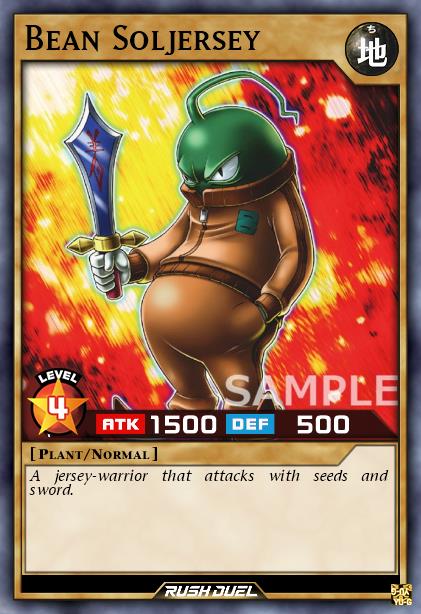 Bean Soljersey
ち
地
SAMPLE
LEVEL
4
ATK 1500 DEF 500
[Plant/Normal]
A jersey-warrior that attacks with seeds and
sword.
RUSH DUEL